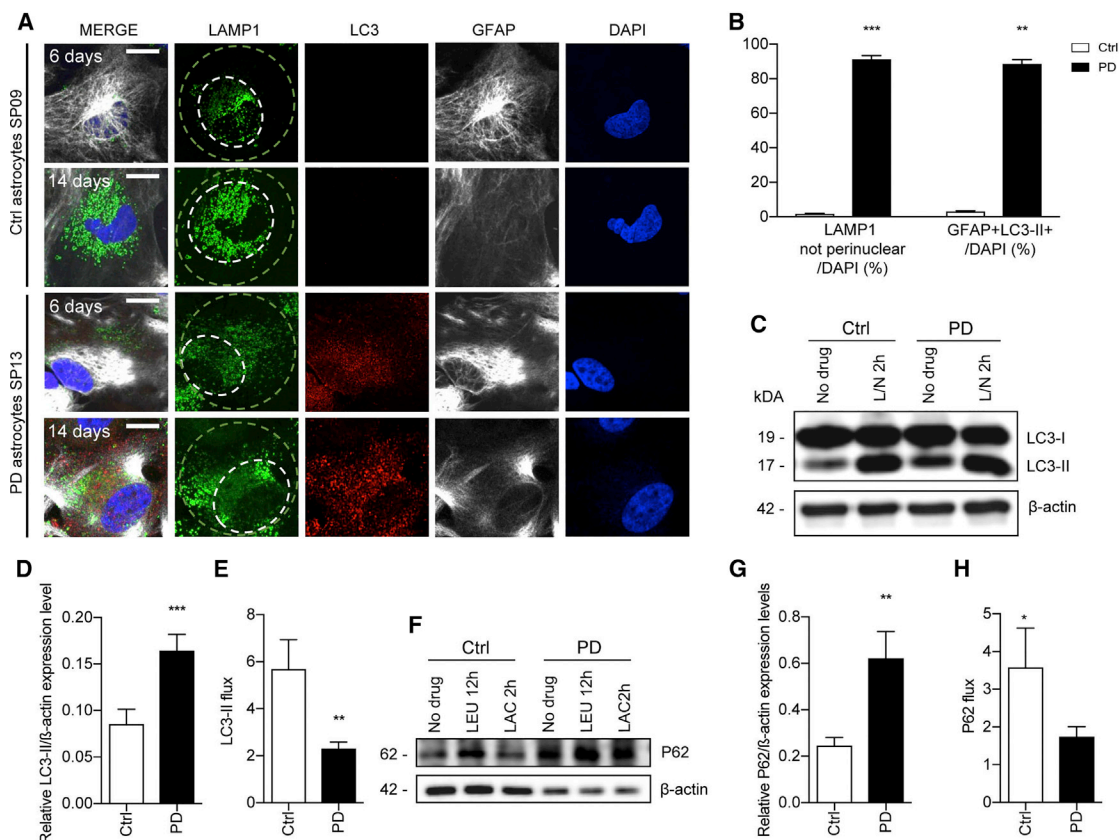 A
MERGE LAMP1 LC3 GFAP DAPI
Ctrl astrocytes SP09
6 days
14 days
PD astrocytes SP13
6 days
14 days
B
***
**
Ctrl
PD
100
80
60
40
20
0
LAMP1
not perinuclear
/DAPI (%)
GFAP+LC3-II+
/DAPI (%)
C
Ctrl PD
kDA
No drug
L/N 2h
No drug
L/N 2h
19 -
17 -
42 -
LC3-I
LC3-II
β-actin
D
Relative LC3-II/ß-actin expression level
0.20
0.15
0.10
0.05
0.00
***
Ctrl
PD
E
LC3-II flux
8
6
4
2
0
**
Ctrl
PD
F
Ctrl PD
No drug
LEU 12h
LAC 2h
No drug
LEU 12h
LAC2h
62 -
42 -
P62
β-actin
G
Relative P62/ß-actin expression levels
0.8
0.6
0.4
0.2
0.0
**
Ctrl
PD
H
P62 flux
5
4
3
2
1
0
*
Ctrl
PD